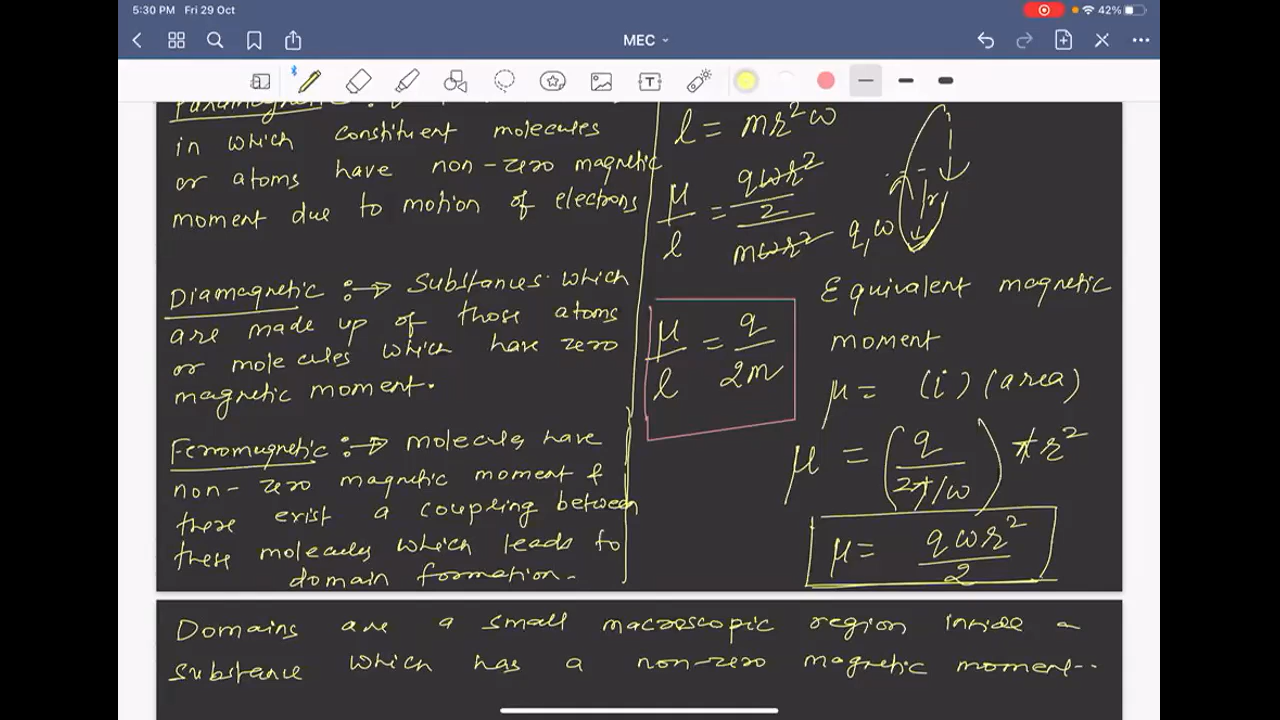 5:30 PM Fri 29 Oct
42%
MEC
Paramagnetic :
in which constituent molecules
or atoms have non-zero magnetic
moment due to motion of electrons
Diamagnetic :→ Substances which
are made up of those atoms
or molecules which have zero
magnetic moment.
Ferromagnetic :→ molecules have
non-zero magnetic moment &
there exist a coupling between
these molecules which leads to
domain formation.
l = mr²ω
μ/l = (qωr²/2)/(mωr²)
μ/l = q/2m
r
q, ω
Equivalent magnetic
moment
μ = (i) (area)
μ = (q/(2π/ω)) πr²
μ = qωr²/2
Domains are a small macroscopic region inside a
substance which has a non-zero magnetic moment..